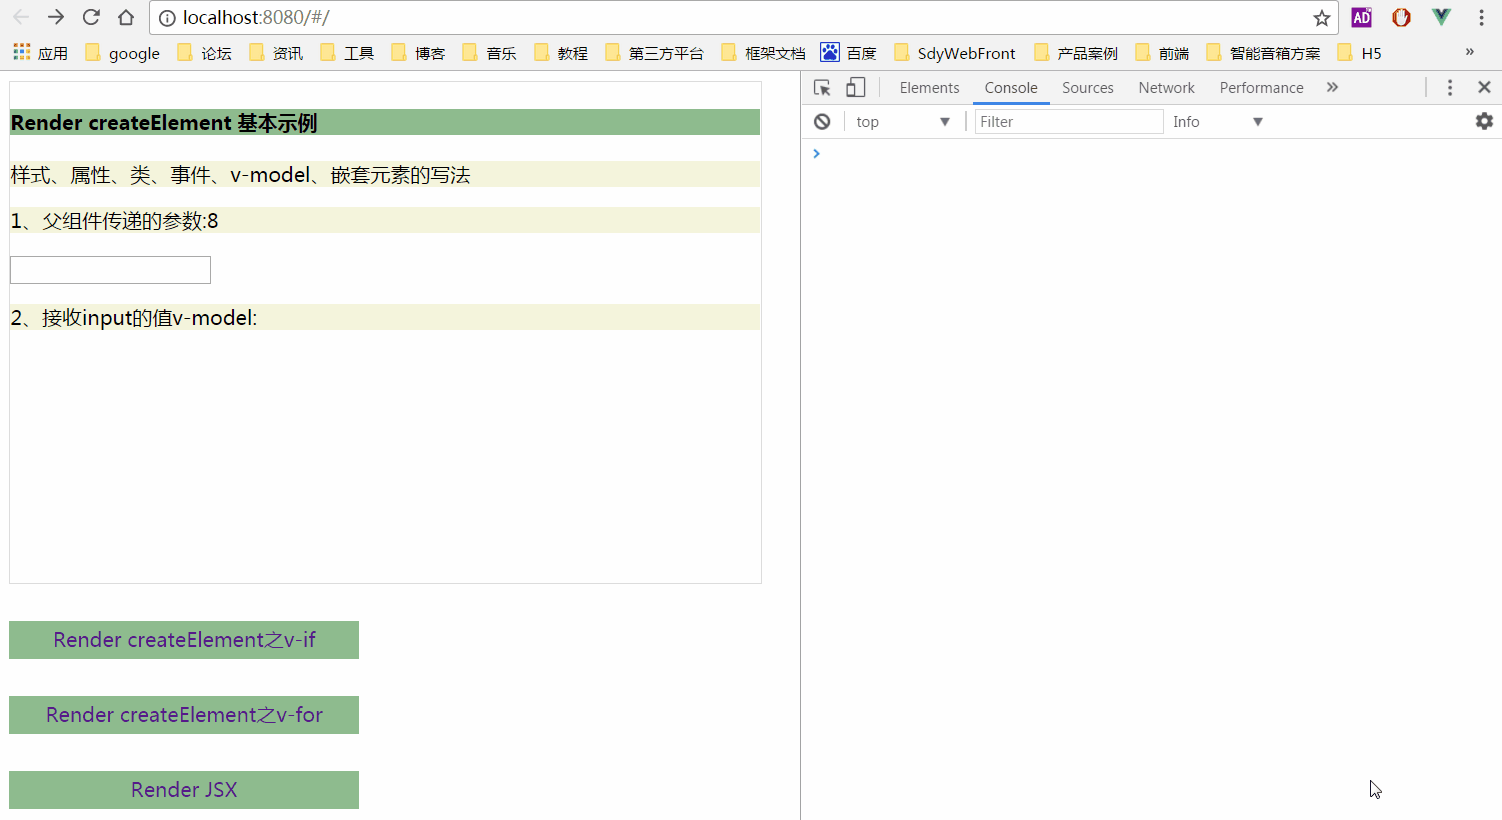 localhost:8080/#/
应用 google 论坛 资讯 工具 博客 音乐 教程 第三方平台 框架文档 百度 SdyWebFront 产品案例 前端 智能音箱方案 H5 »
Elements Console Sources Network Performance »
top Filter Info
Render createElement 基本示例
样式、属性、类、事件、v-model、嵌套元素的写法
1、父组件传递的参数:8
2、接收input的值v-model:
Render createElement之v-if
Render createElement之v-for
Render JSX
AD